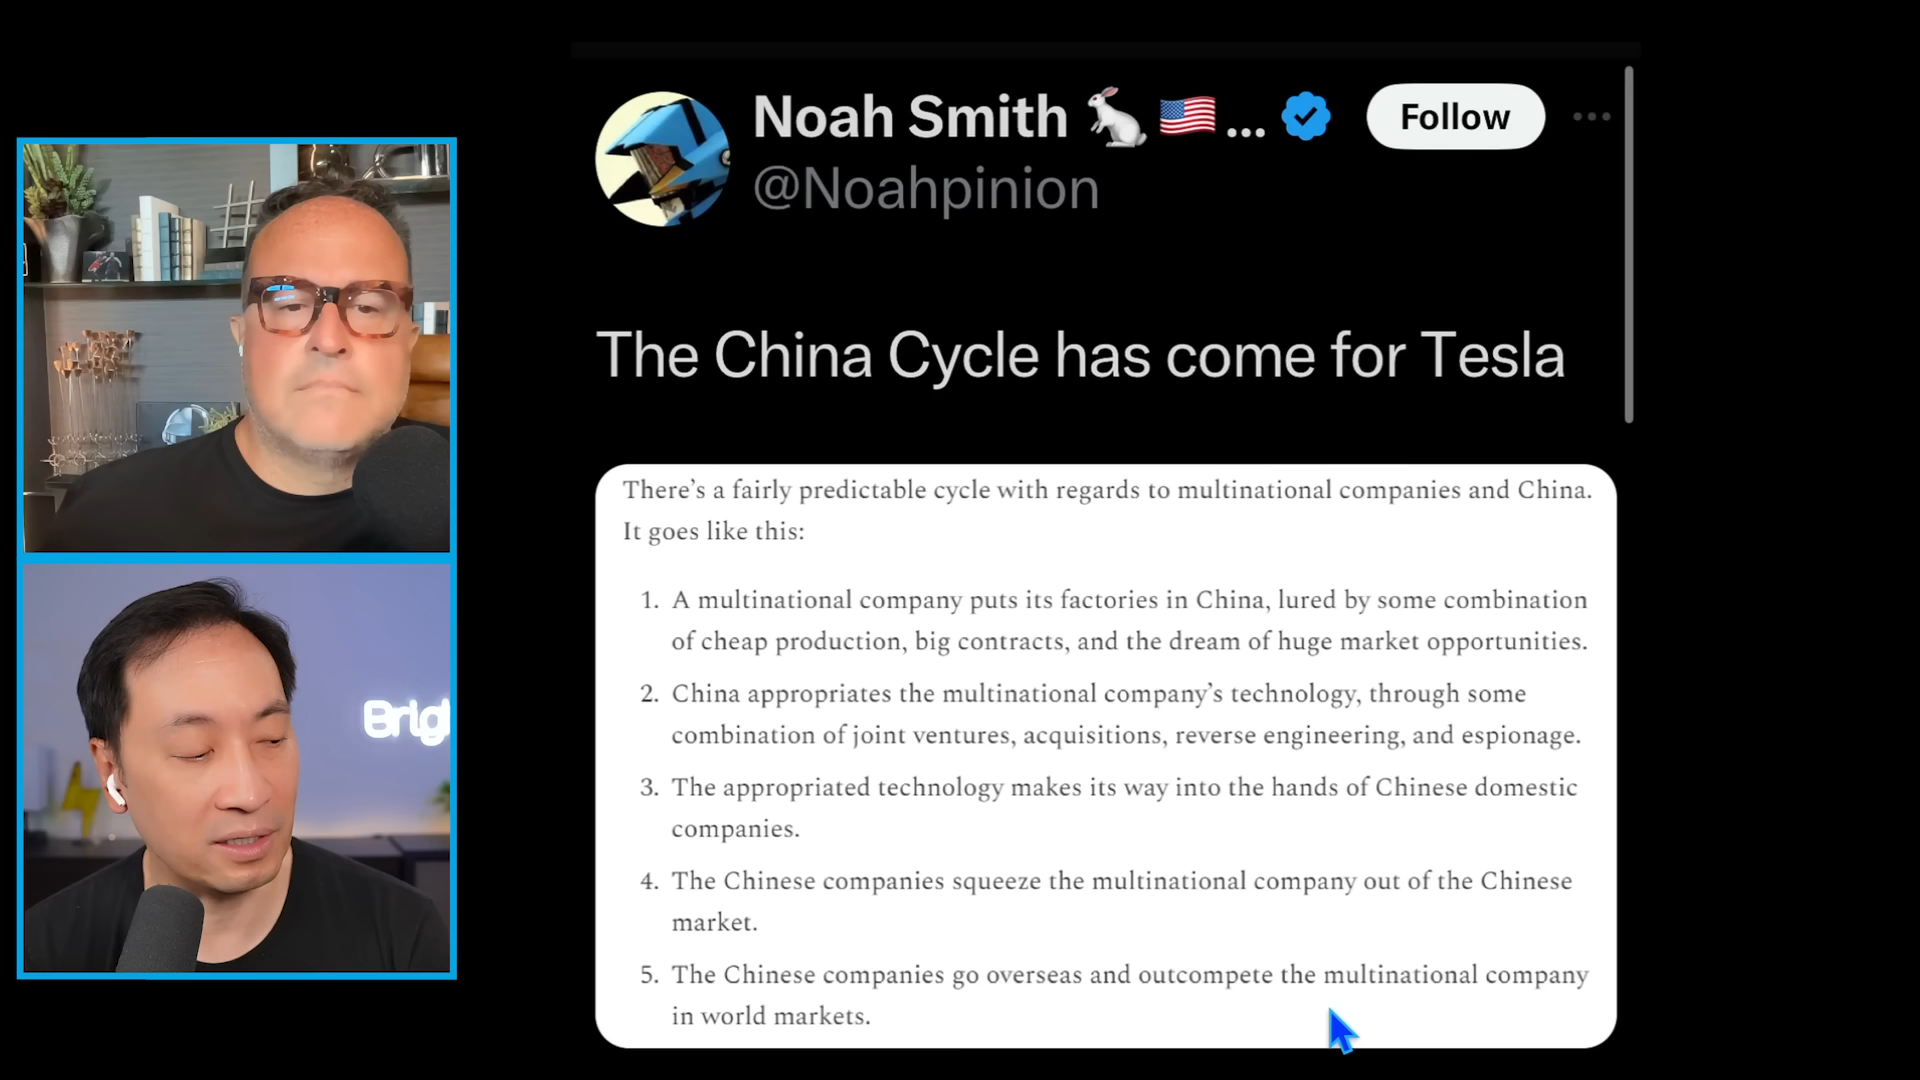 Noah Smith 🐇 🇺🇸 ...
Follow
@Noahpinion
The China Cycle has come for Tesla
There's a fairly predictable cycle with regards to multinational companies and China.
It goes like this:
1. A multinational company puts its factories in China, lured by some combination
of cheap production, big contracts, and the dream of huge market opportunities.
2. China appropriates the multinational company's technology, through some
combination of joint ventures, acquisitions, reverse engineering, and espionage.
3. The appropriated technology makes its way into the hands of Chinese domestic
companies.
4. The Chinese companies squeeze the multinational company out of the Chinese
market.
5. The Chinese companies go overseas and outcompete the multinational company
in world markets.